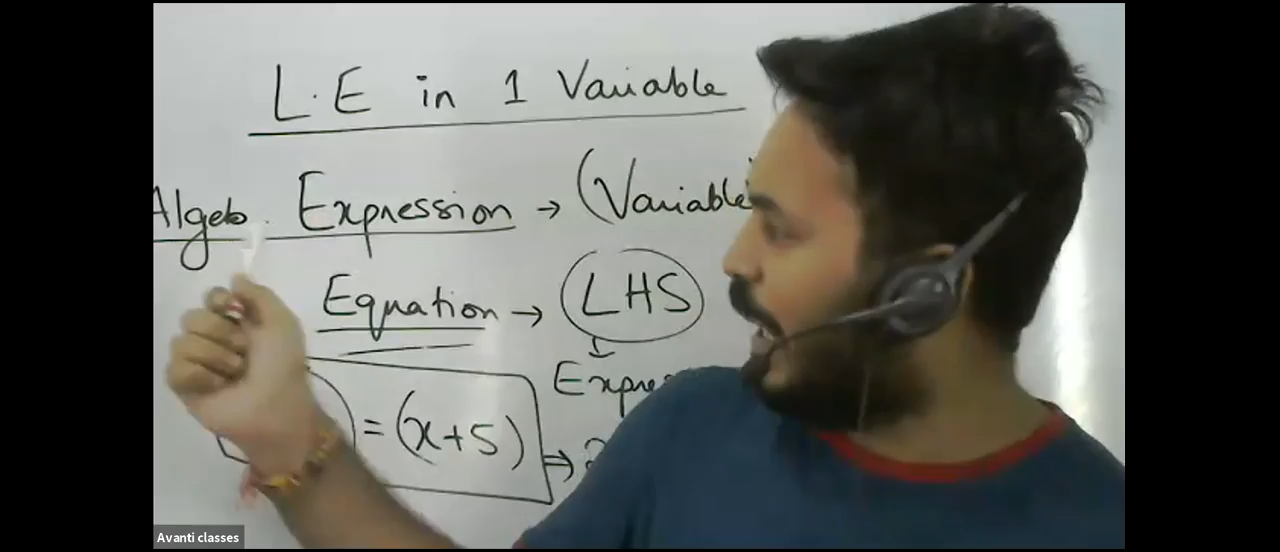 L.E in 1 Variable
Algeb. Expression → (Variable
Equation → LHS
= (x+5)
⇒
Avanti classes